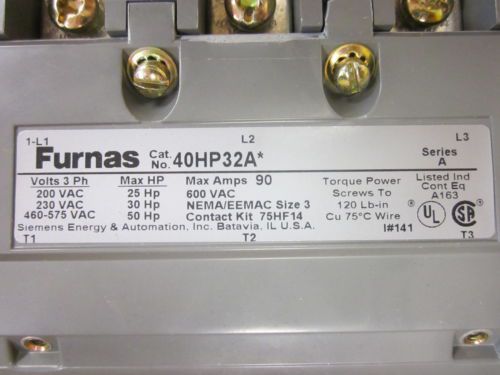 1-L1 L2 L3
Furnas Cat. No. 40HP32A* Series A
Volts 3 Ph Max HP Max Amps 90 Torque Power Listed Ind
200 VAC 25 Hp 600 VAC Screws To Cont Eq
230 VAC 30 Hp NEMA/EEMAC Size 3 120 Lb-in A163
460-575 VAC 50 Hp Contact Kit 75HF14 Cu 75°C Wire ® UL ® SA
Siemens Energy & Automation, Inc. Batavia, IL U.S.A. I#141
T1 T2 T3